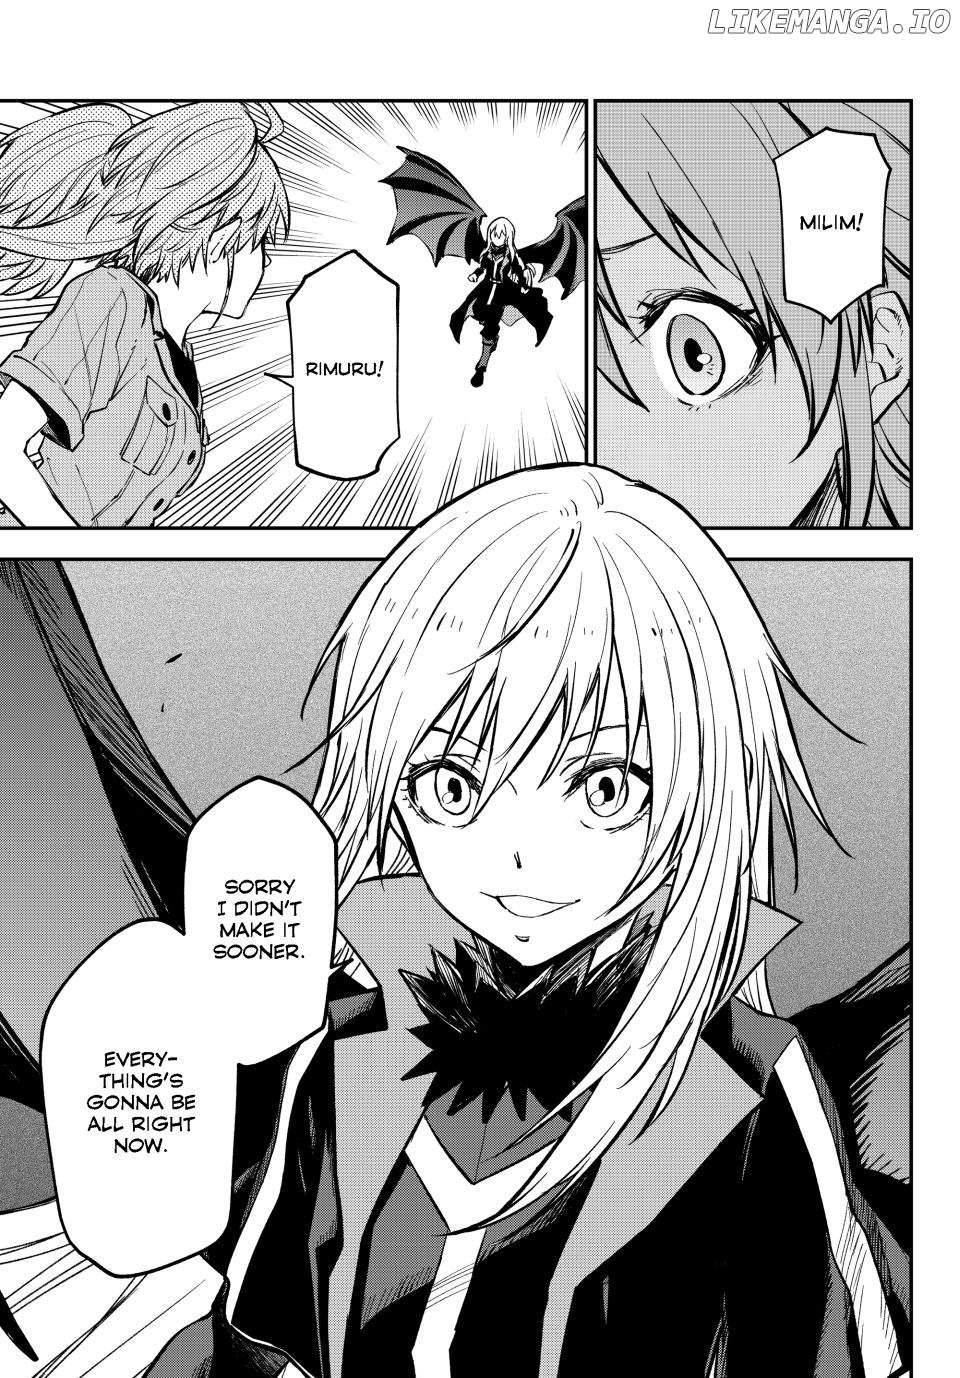 LIKEMANGA.IO
MILIM!
RIMURU!
SORRY
I DIDN'T
MAKE IT
SOONER.
EVERY-
THING'S
GONNA BE
ALL RIGHT
NOW.